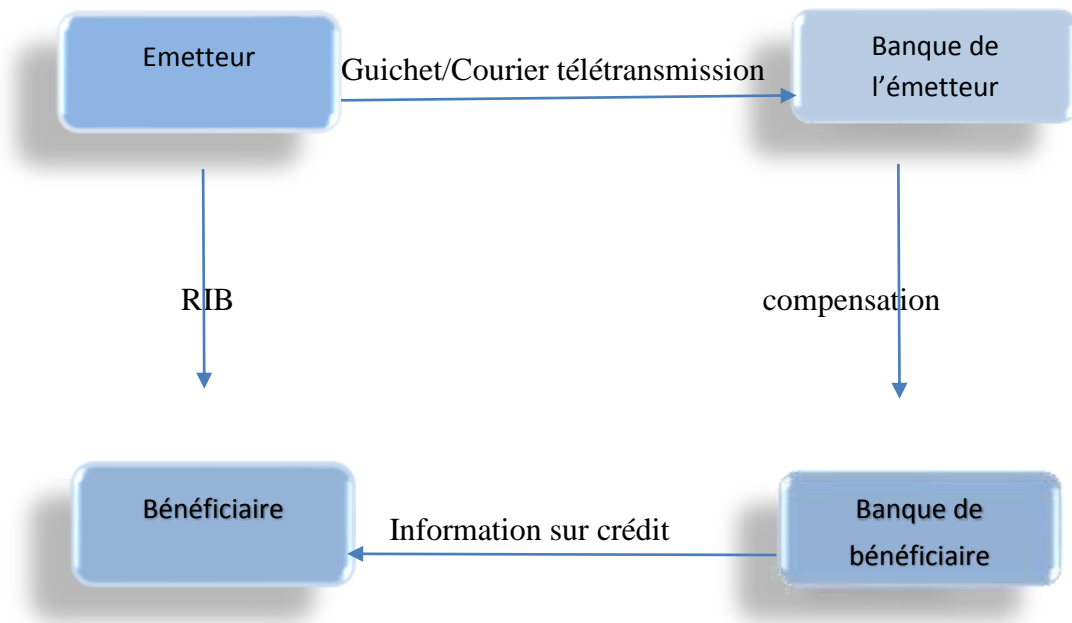 Emetteur
Guichet/Courier télétransmission
Banque de
l’émetteur
RIB
compensation
Bénéficiaire
Information sur crédit
Banque de
bénéficiaire